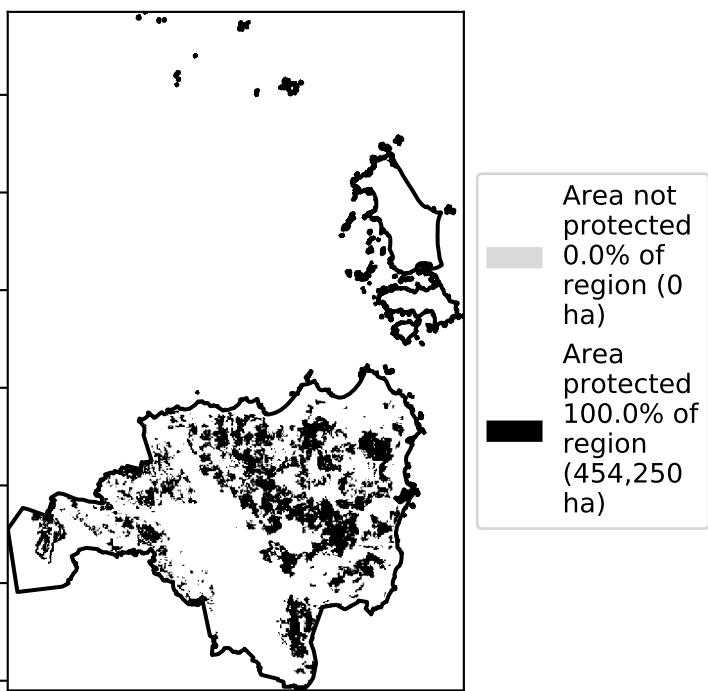 Area not
protected
0.0% of
region (0
ha)
Area
protected
100.0% of
region
(454,250
ha)